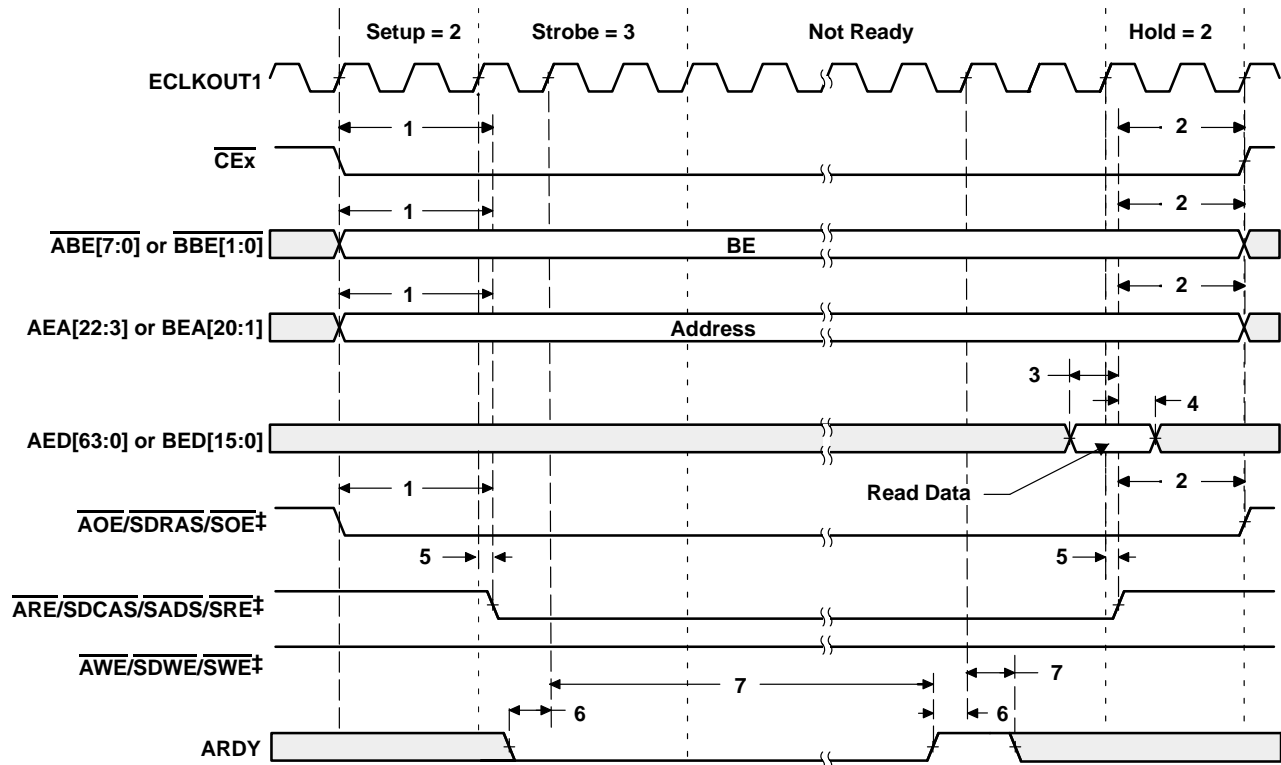 Setup = 2 Strobe = 3 Not Ready Hold = 2
ECLKOUT1
1 2
CEx
1 2
ABE[7:0] or BBE[1:0] BE
1 2
AEA[22:3] or BEA[20:1] Address
3
4
AED[63:0] or BED[15:0]
Read Data
1 2
AOE/SDRAS/SOE‡
5 5
ARE/SDCAS/SADS/SRE‡
AWE/SDWE/SWE‡
7 7
6 6
ARDY